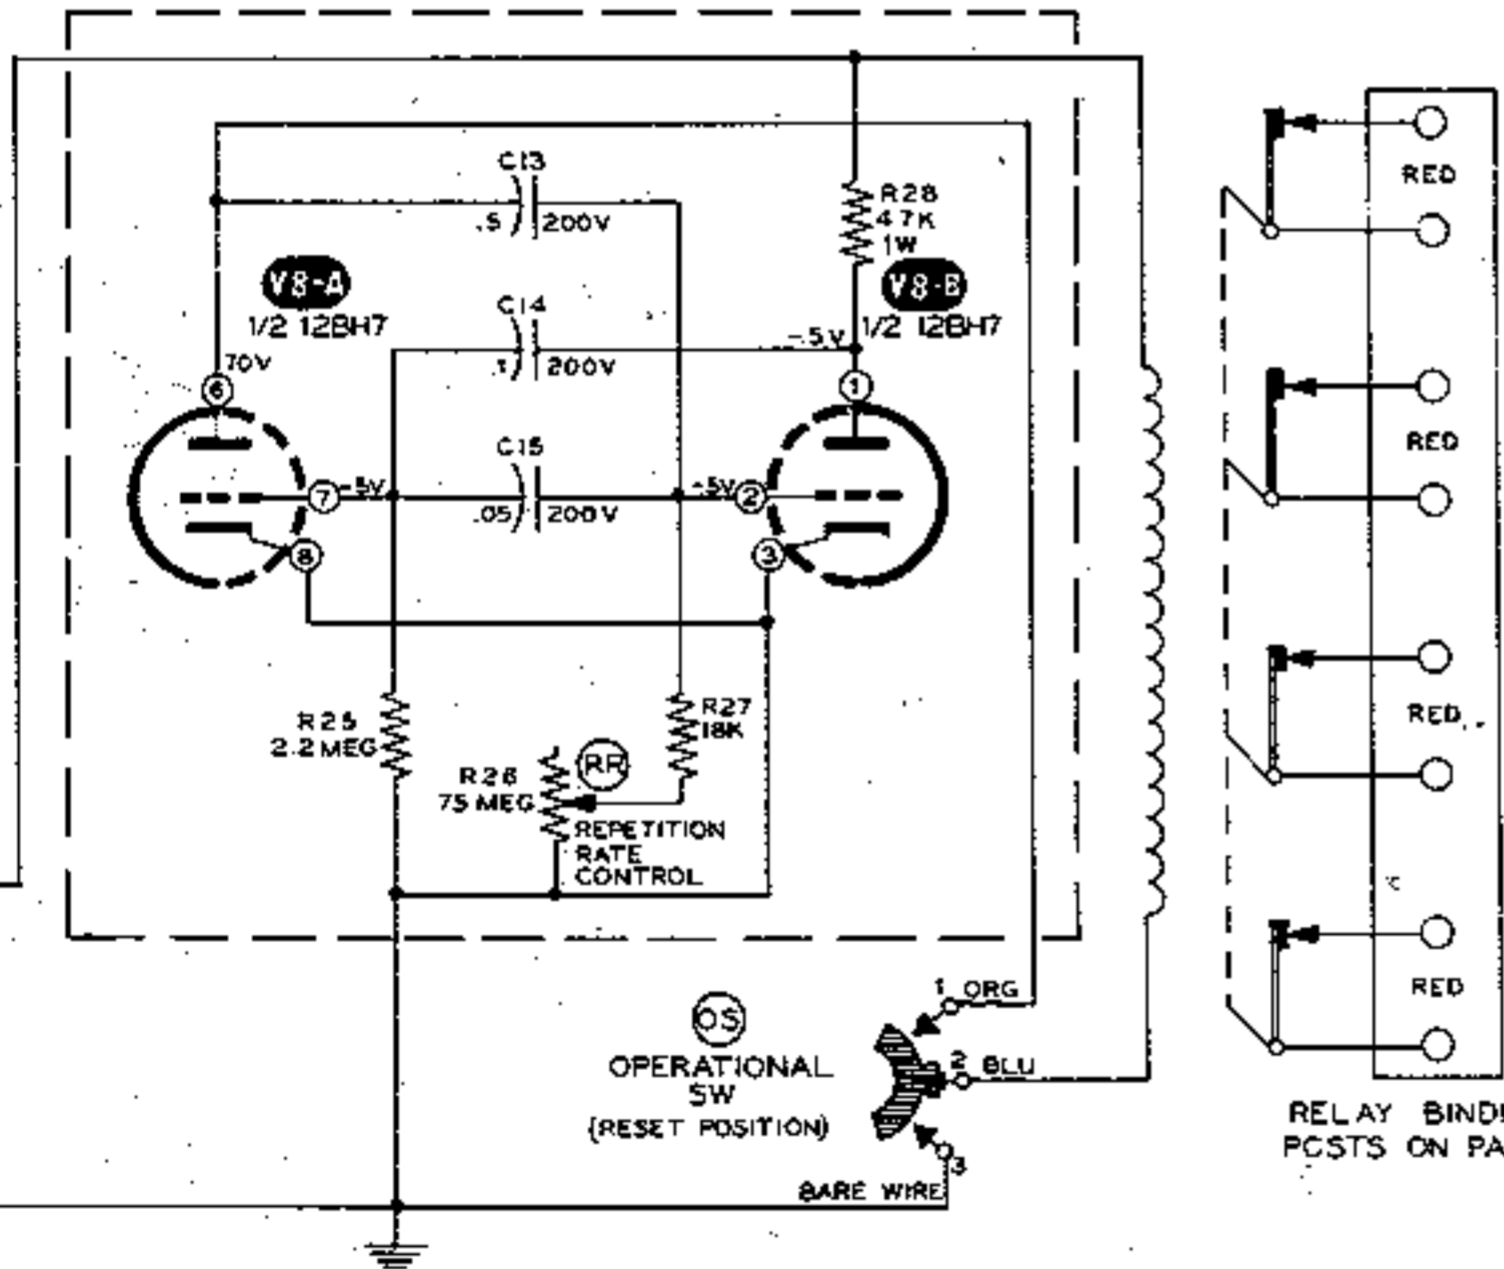 C13
.5 200V
R28
47K
1W
V8-A
1/2 12BH7
V8-B
1/2 12BH7
C14
.1 200V
-.5V
70V
6
1
C15
7 -.5V
.05 200V
-.5V 2
8
3
R25
2.2 MEG
R27
18K
R26
75 MEG
RR
REPETITION
RATE
CONTROL
RED
RED
RED
RED
OS
OPERATIONAL
SW
(RESET POSITION)
1 ORG
2 BLU
3
BARE WIRE
RELAY BINDI
POSTS ON PA